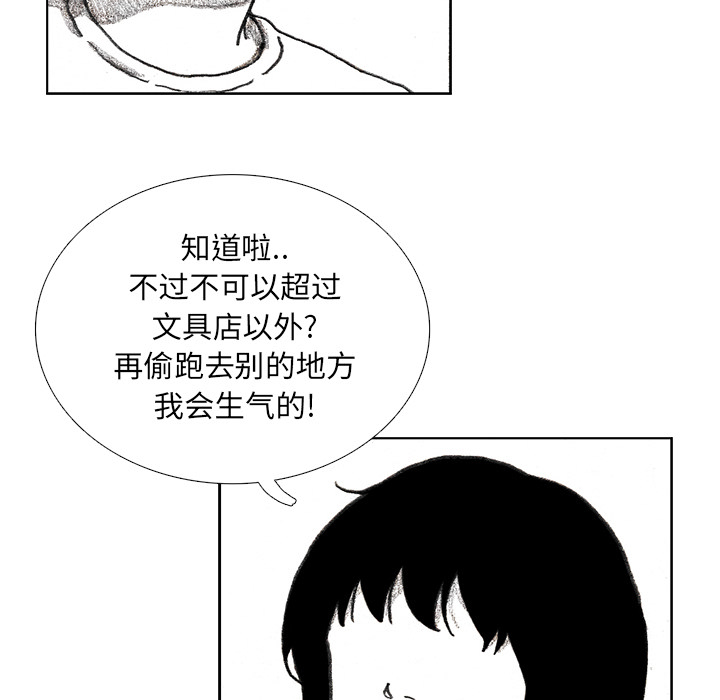 知道啦..
不过不可以超过
文具店以外?
再偷跑去别的地方
我会生气的!